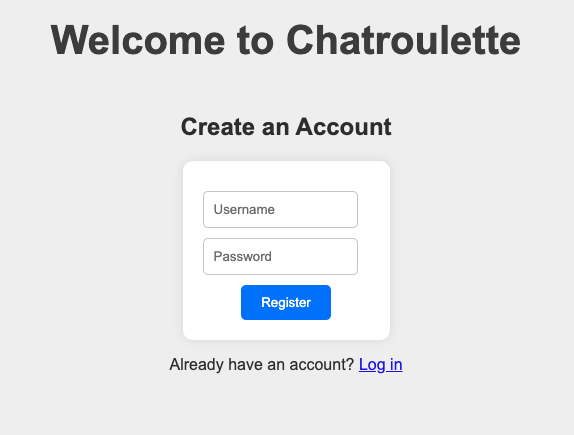 Welcome to Chatroulette
Create an Account
Username
Password
Register
Already have an account? Log in